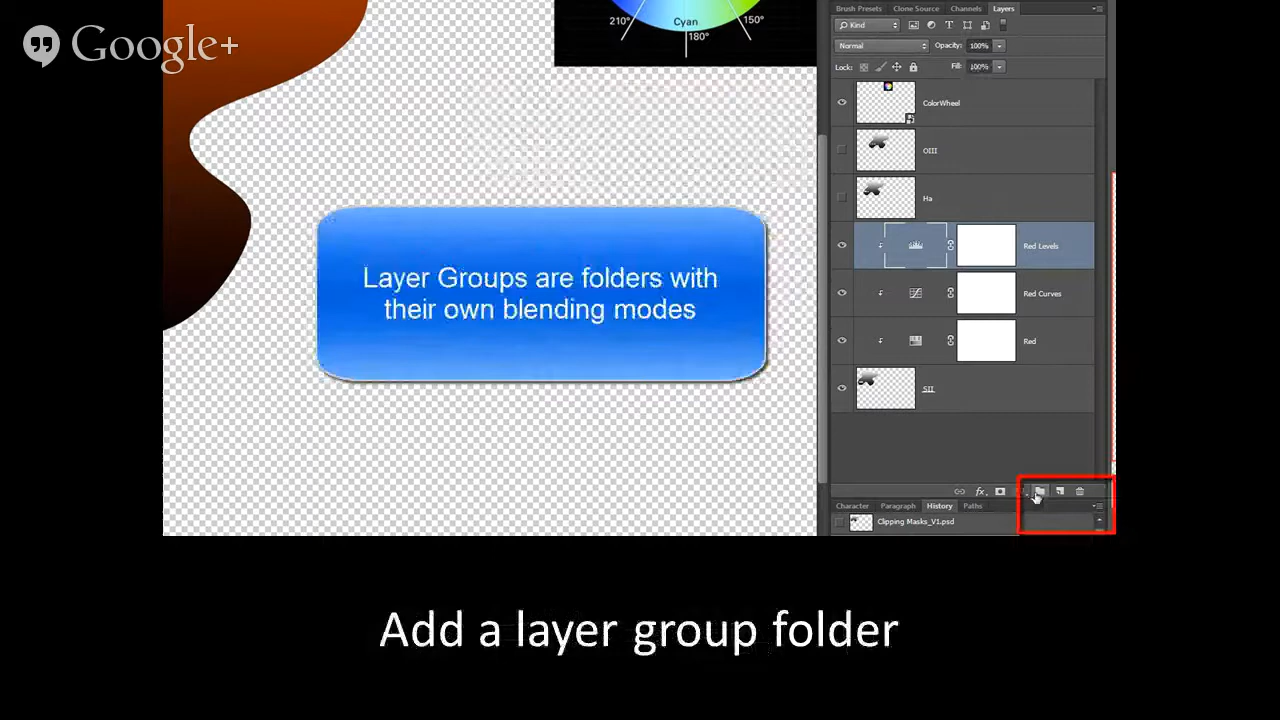 Google+
210°
Cyan
180°
150°
Brush Presets
Clone Source
Channels
Layers
Kind
Normal
Opacity: 100%
Lock:
Fill: 100%
ColorWheel
OIII
Ha
Red Levels
Red Curves
Red
SII
Layer Groups are folders with
their own blending modes
fx
Character
Paragraph
History
Paths
Clipping Masks_V1.psd
Add a layer group folder